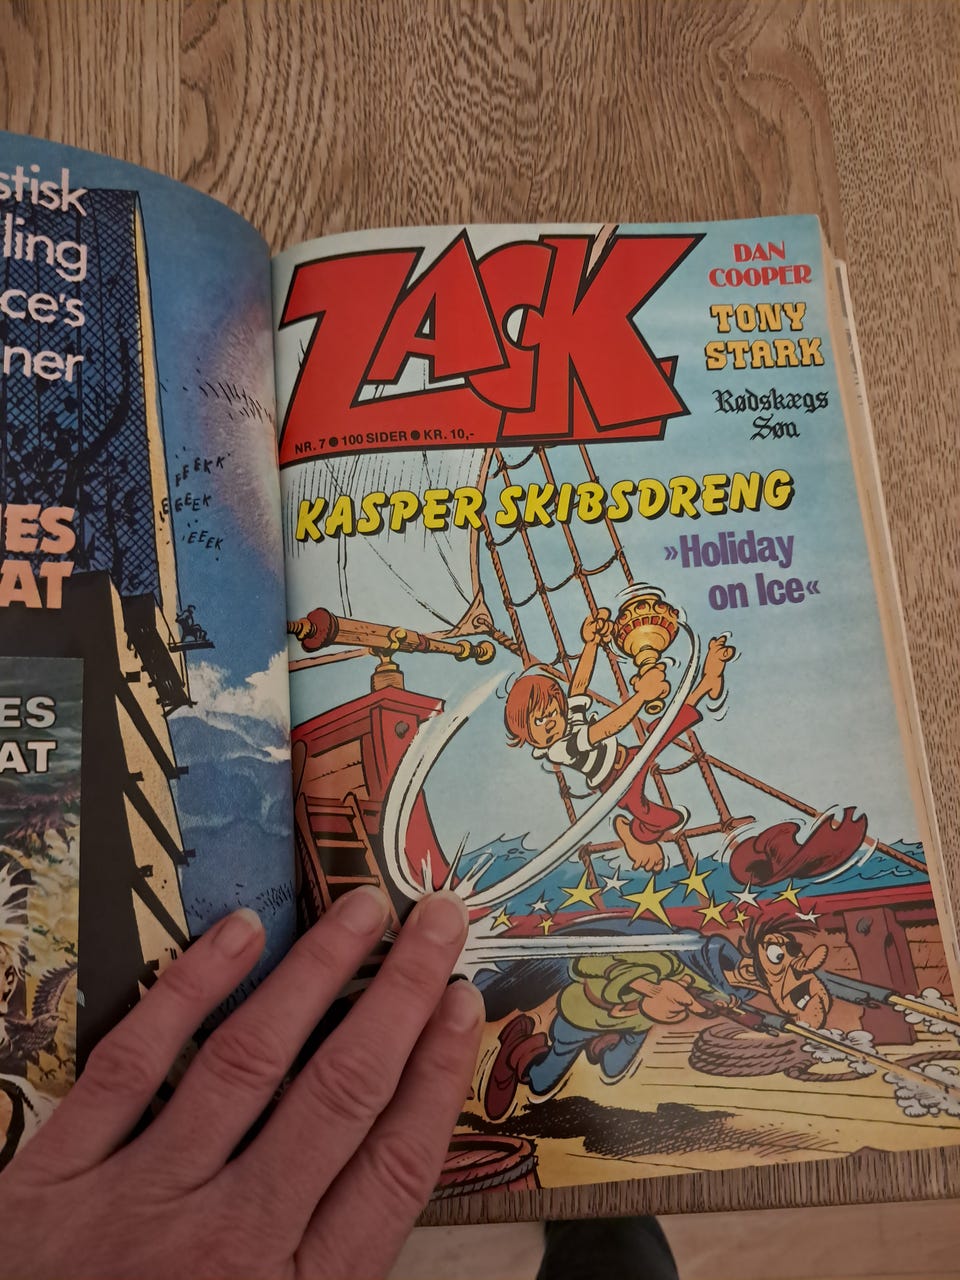 stisk
ling
ce's
ner
EEEKK
EEEK
EEEK
ES
AT
ES
AT
ZACK
NR. 7 ● 100 SIDER ● KR. 10,-
DAN
COOPER
TONY
STARK
Rødskægs
Søn
KASPER SKIBSDRENG
»Holiday
on Ice«